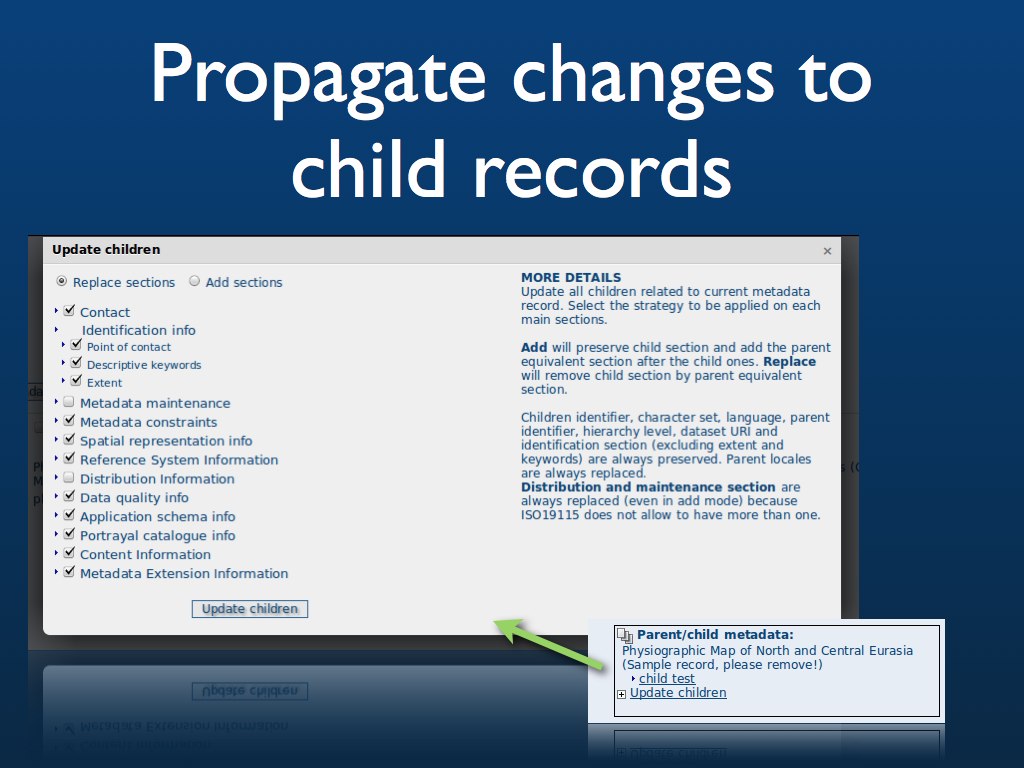 Propagate changes to
child records
Update children
×
Replace sections
Add sections
Contact
Identification info
Point of contact
Descriptive keywords
Extent
Metadata maintenance
Metadata constraints
Spatial representation info
Reference System Information
Distribution Information
Data quality info
Application schema info
Portrayal catalogue info
Content Information
Metadata Extension Information
Update children
MORE DETAILS
Update all children related to current metadata
record. Select the strategy to be applied on each
main sections.
Add will preserve child section and add the parent
equivalent section after the child ones. Replace
will remove child section by parent equivalent
section.
Children identifier, character set, language, parent
identifier, hierarchy level, dataset URI and
identification section (excluding extent and
keywords) are always preserved. Parent locales
are always replaced.
Distribution and maintenance section are
always replaced (even in add mode) because
ISO19115 does not allow to have more than one.
Parent/child metadata:
Physiographic Map of North and Central Eurasia
(Sample record, please remove!)
child test
Update children